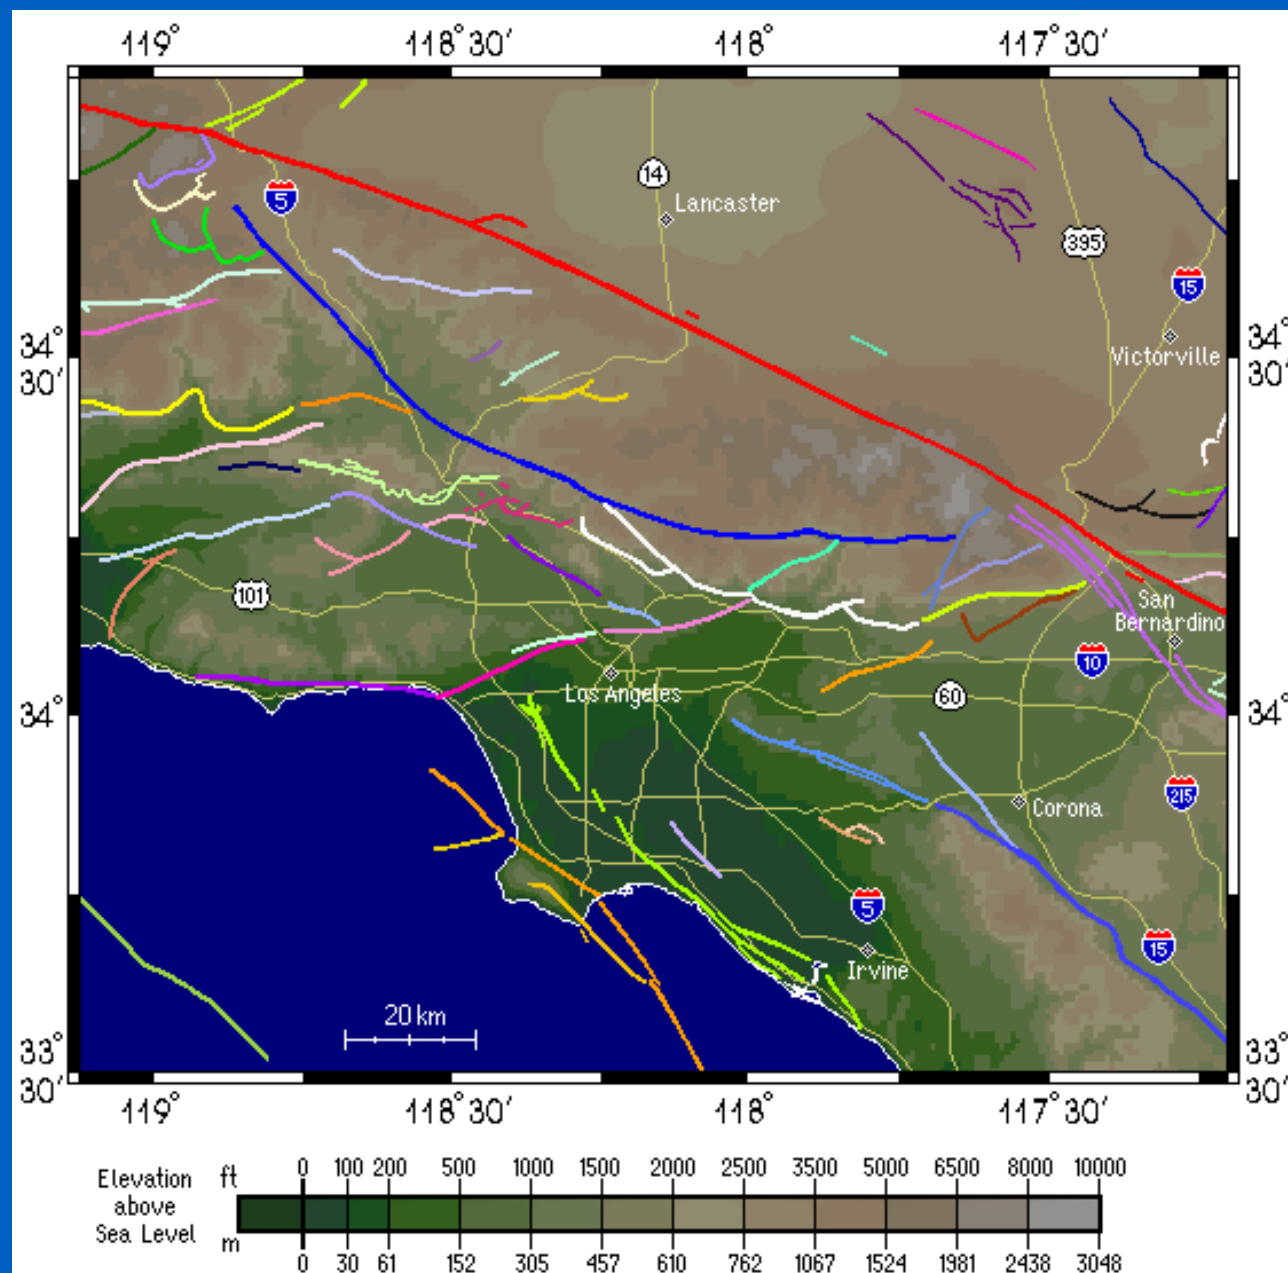 119° 118°30' 118° 117°30'
14
Lancaster
5
395
15
34°
30'
34°
30'
Victorville
101
San
Bernardino
10
Los Angeles
60
34°
34°
215
Corona
5
15
Irvine
20 km
33°
30'
33°
30'
119° 118°30' 118° 117°30'
Elevation
above
Sea Level
ft 0 100 200 500 1000 1500 2000 2500 3500 5000 6500 8000 10000
m 0 30 61 152 305 457 610 762 1067 1524 1981 2438 3048